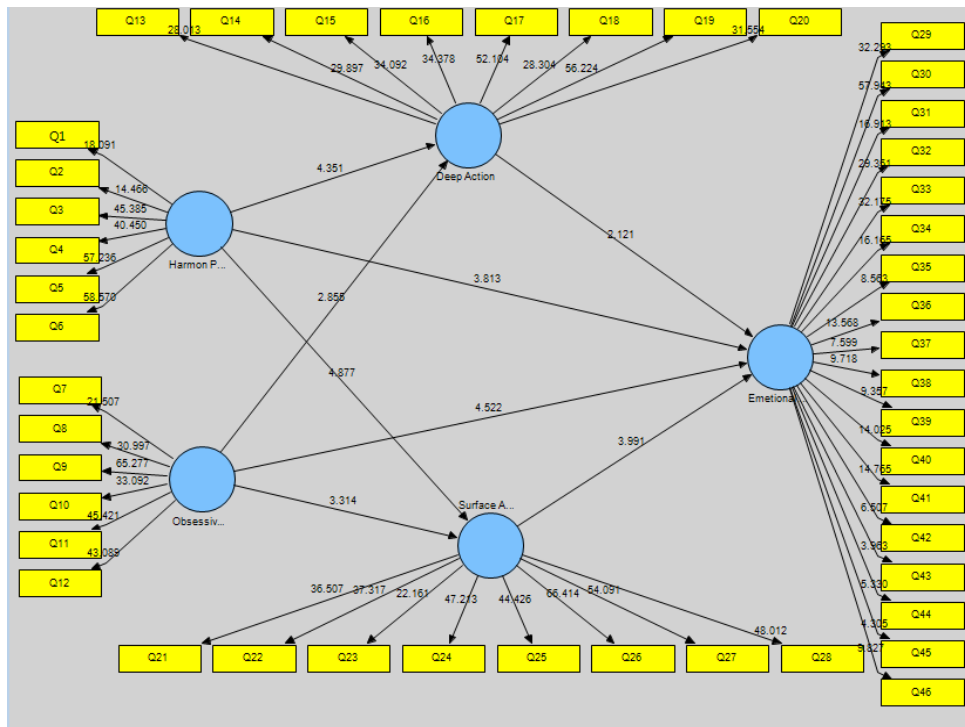 Q13 Q14 Q15 Q16 Q17 Q18 Q19 Q20
28.013 29.897 34.092 34.378 52.104 28.304 56.224 31.554
Deep Action
Q1
Q2
Q3
Q4
Q5
Q6
18.091
14.466
45.385
40.450
57.236
58.570
Harmon P...
4.351
2.855
3.813
4.877
2.121
4.522
3.991
3.314
Q7
Q8
Q9
Q10
Q11
Q12
21.507
30.997
65.277
33.092
45.421
43.089
Obsessiv...
Surface A...
36.507 37.317 22.161 47.213 44.426 66.414 54.091 48.012
Q21 Q22 Q23 Q24 Q25 Q26 Q27 Q28
Emetional...
Q29
Q30
Q31
Q32
Q33
Q34
Q35
Q36
Q37
Q38
Q39
Q40
Q41
Q42
Q43
Q44
Q45
Q46
32.293
57.943
16.913
29.351
32.175
16.165
8.563
13.568
7.599
9.718
9.357
14.025
14.765
6.507
3.963
5.330
4.305
9.827